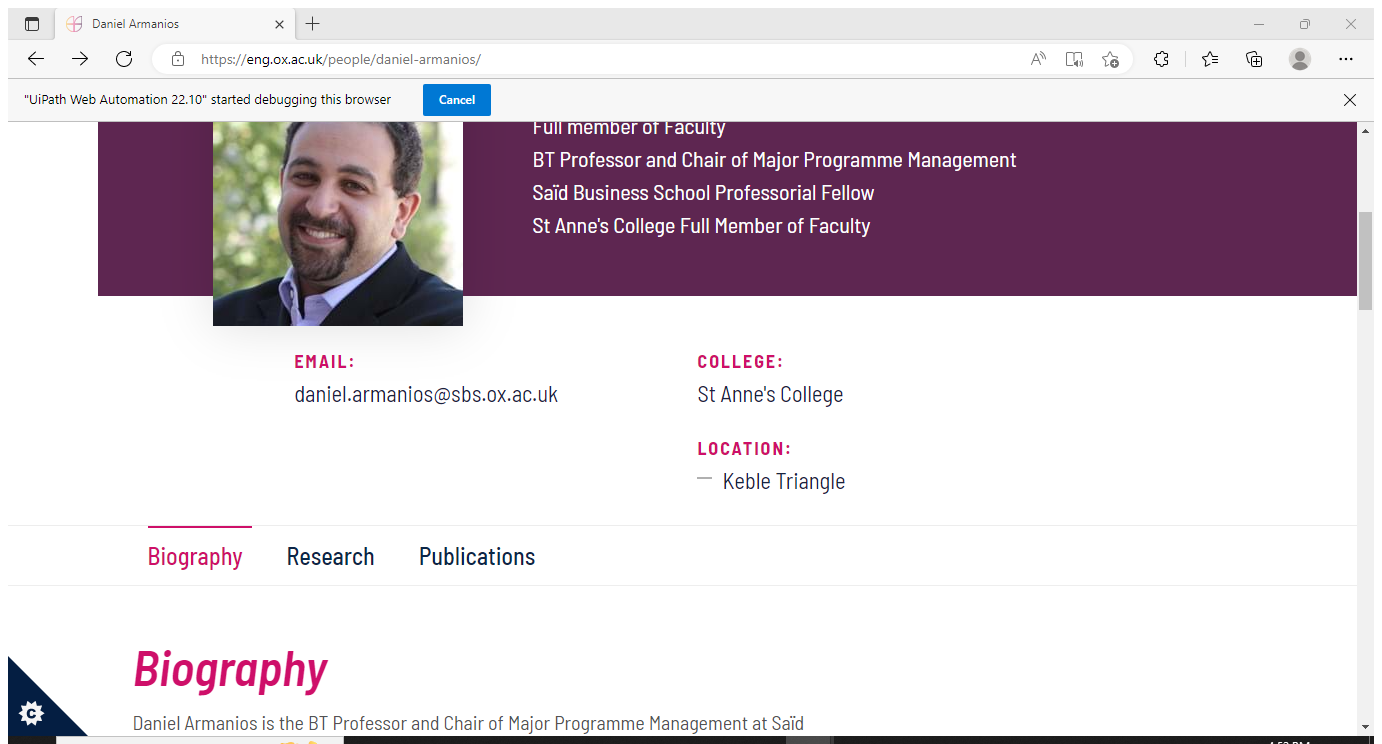 Daniel Armanios
https://eng.ox.ac.uk/people/daniel-armanios/
"UiPath Web Automation 22.10" started debugging this browser
Cancel
Full member of Faculty
BT Professor and Chair of Major Programme Management
Saïd Business School Professorial Fellow
St Anne's College Full Member of Faculty
EMAIL:
daniel.armanios@sbs.ox.ac.uk
COLLEGE:
St Anne's College
LOCATION:
— Keble Triangle
Biography Research Publications
Biography
Daniel Armanios is the BT Professor and Chair of Major Programme Management at Saïd